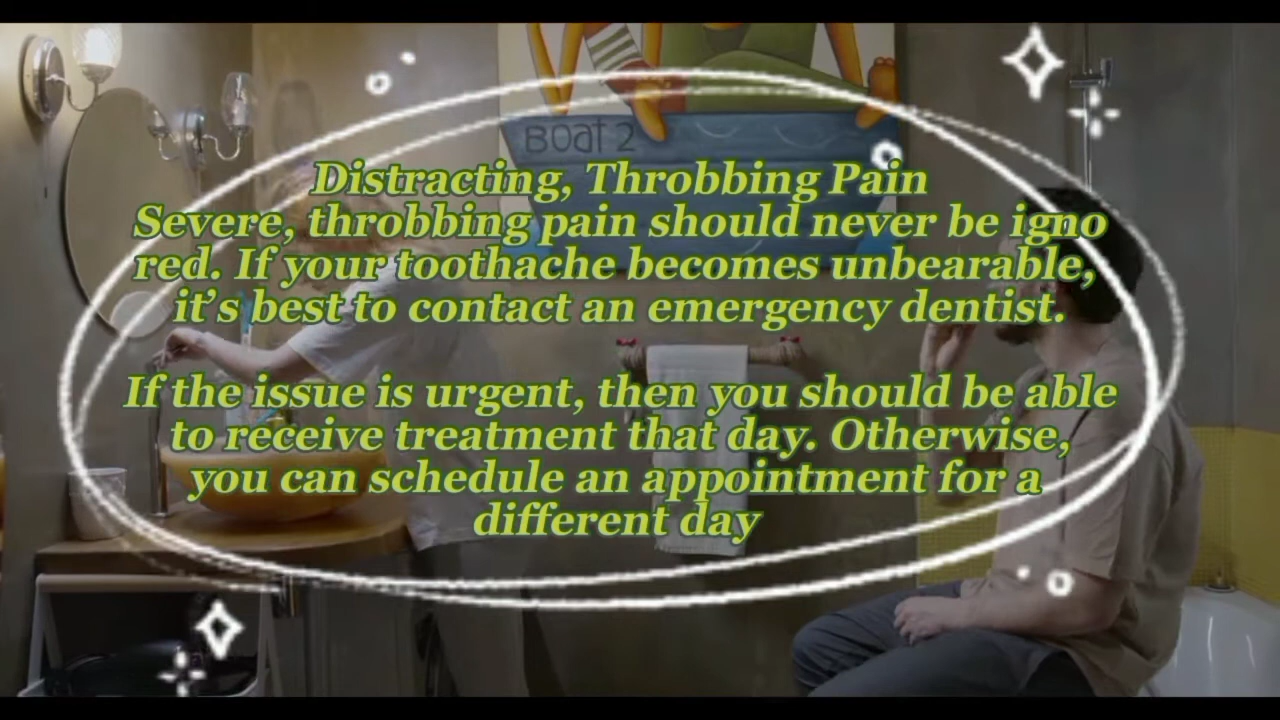 BOAT 2
Distracting, Throbbing Pain
Severe, throbbing pain should never be igno
red. If your toothache becomes unbearable,
it’s best to contact an emergency dentist.
If the issue is urgent, then you should be able
to receive treatment that day. Otherwise,
you can schedule an appointment for a
different day